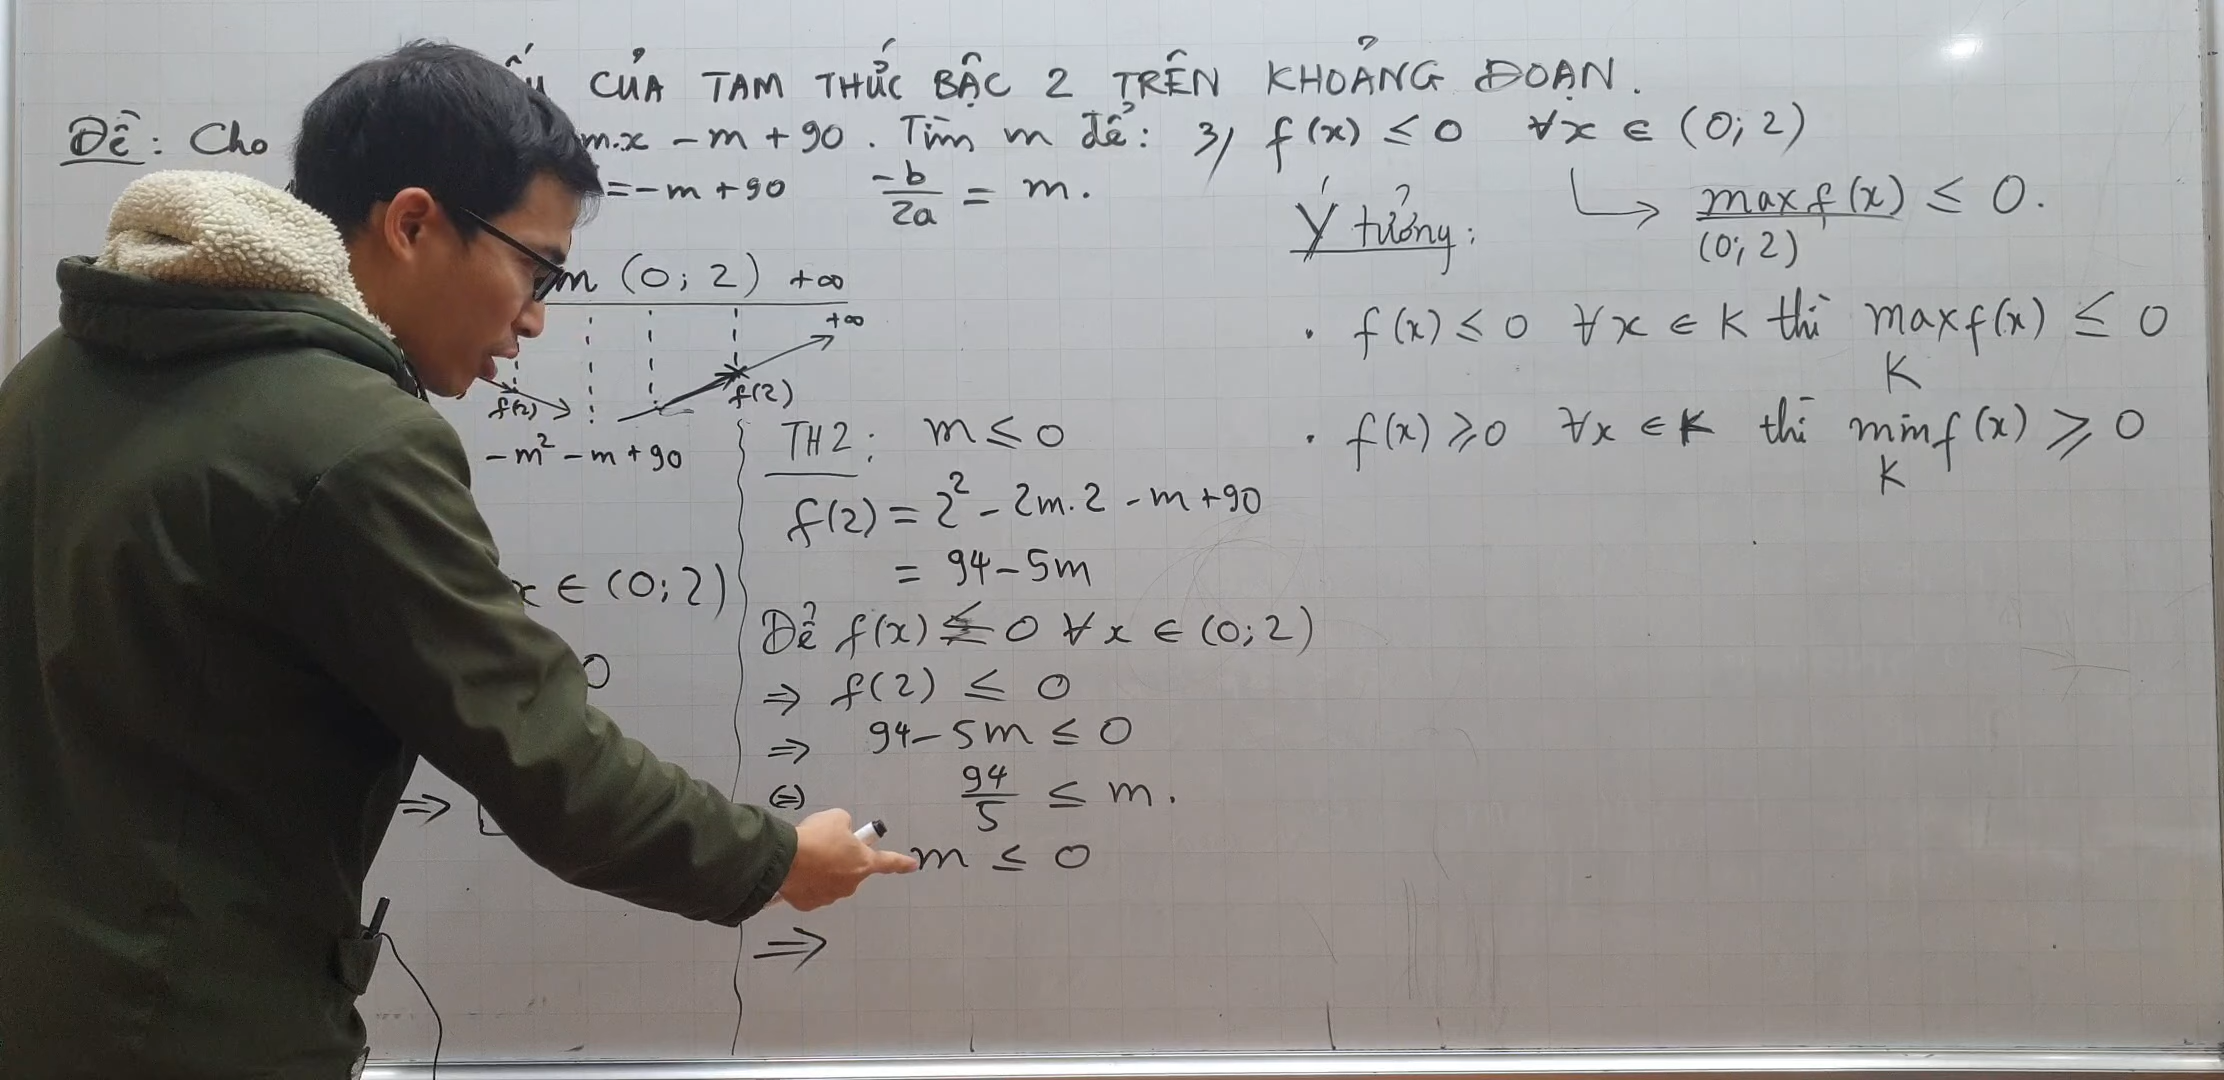 CỦA TAM THỨC BẬC 2 TRÊN KHOẢNG ĐOẠN.
Đề: Cho m.x - m + 90. Tìm m để: 3) f(x) ≤ 0 ∀x ∈ (0; 2)
= -m + 90 -b/2a = m.
→ max f(x) ≤ 0.
(0; 2)
Ý tưởng:
m (0; 2) +∞
+∞
f(2) f(2)
-m² - m + 90
• f(x) ≤ 0 ∀x ∈ K thì max f(x) ≤ 0
K
• f(x) ≥ 0 ∀x ∈ K thì min f(x) ≥ 0
K
x ∈ (0; 2)
0
⇒
TH2: m ≤ 0
f(2) = 2² - 2m.2 - m + 90
= 94 - 5m
Để f(x) ≤ 0 ∀x ∈ (0; 2)
⇒ f(2) ≤ 0
⇒ 94 - 5m ≤ 0
(=) 94/5 ≤ m.
m ≤ 0
⇒